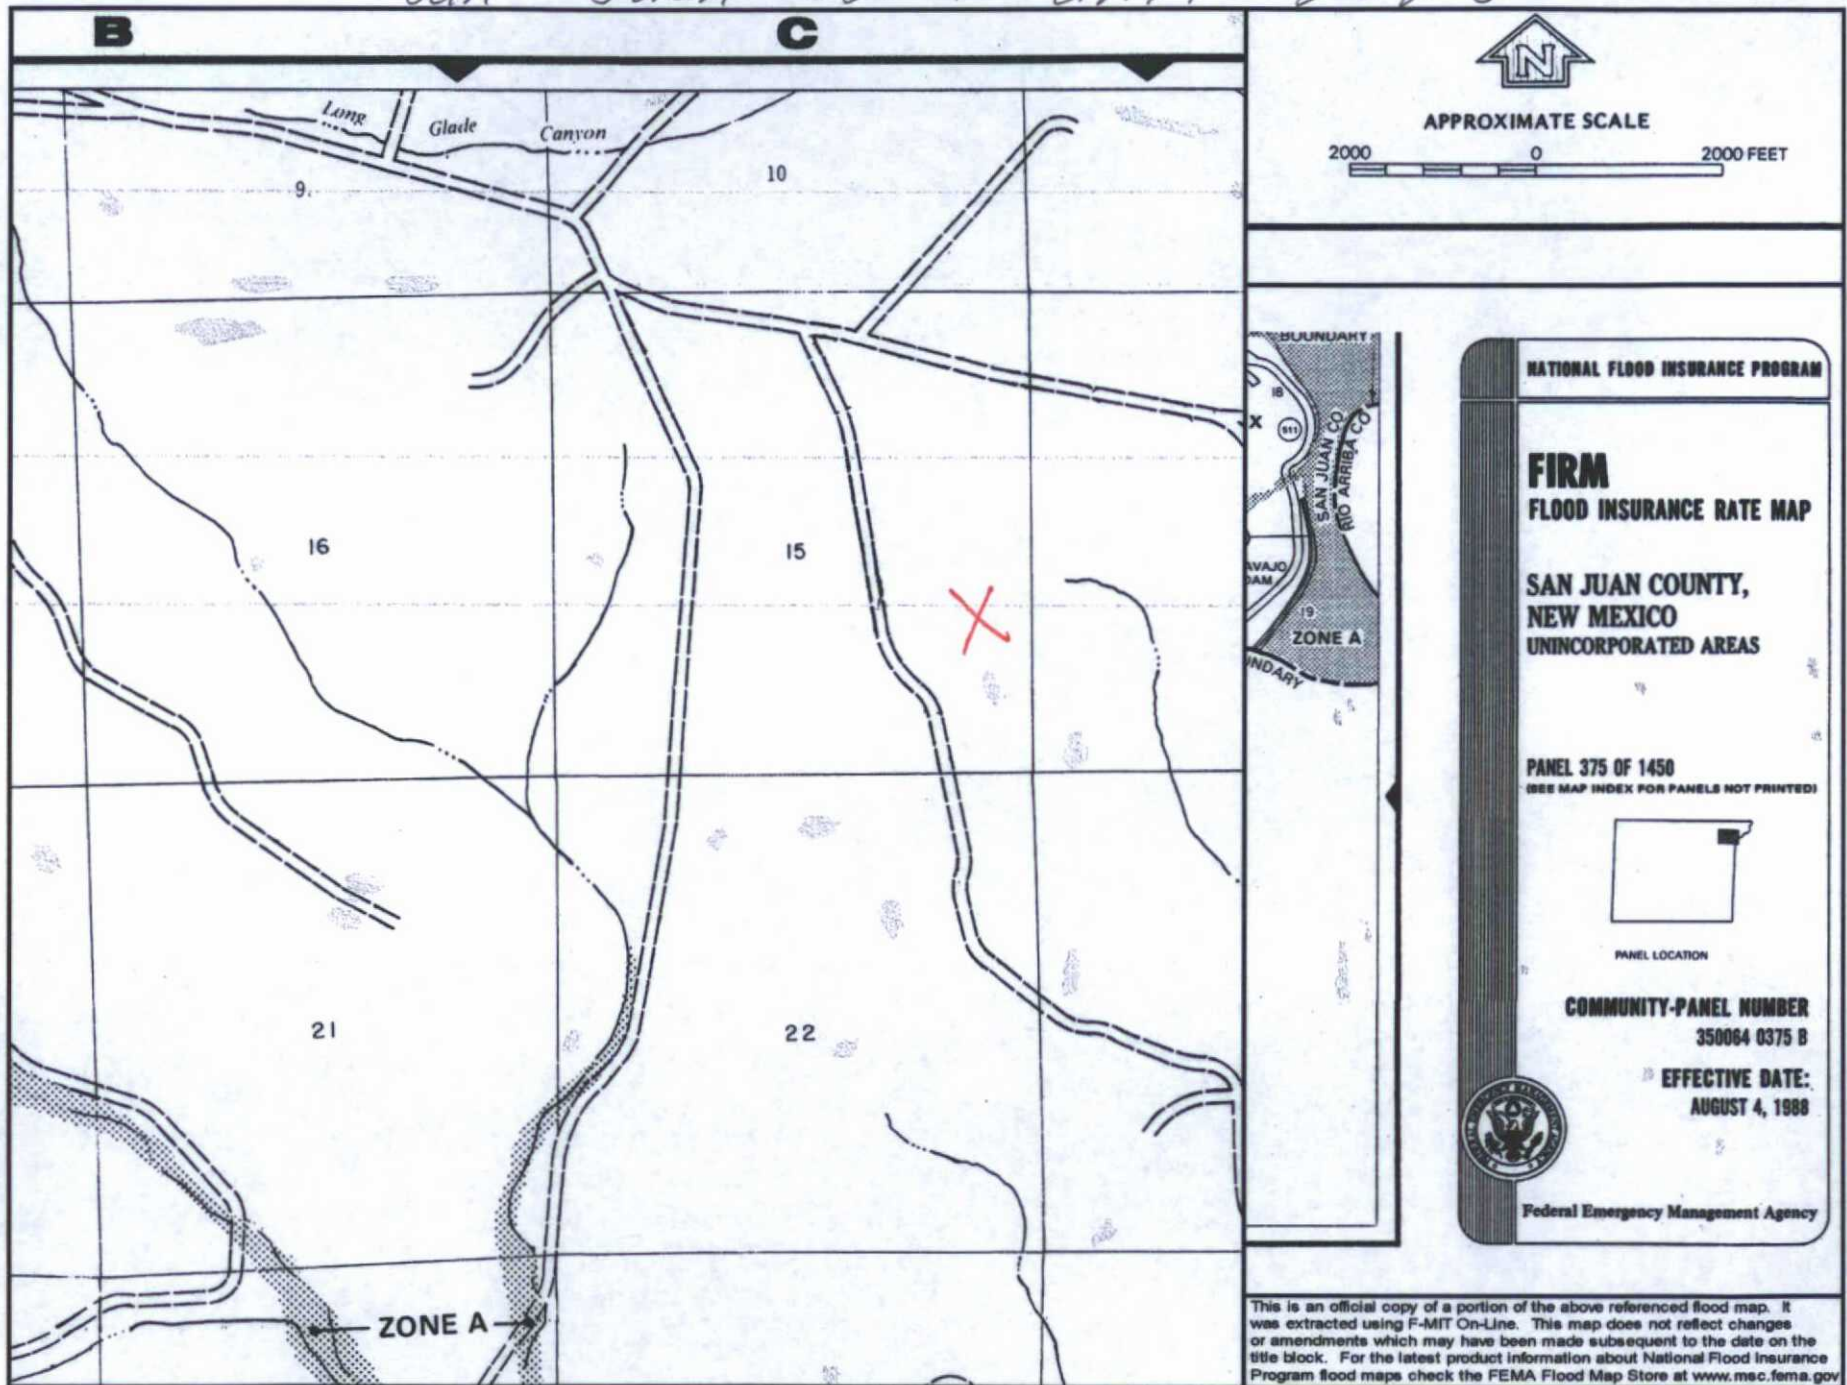 B
C
Long Glade Canyon
9.
10
16
15
21
22
ZONE A
N
APPROXIMATE SCALE
2000 0 2000 FEET
BOUNDARY
18
X
511
SAN JUAN CO
RIO ARRIBA CO
AVAJO
DAM
19
ZONE A
UNDARY
NATIONAL FLOOD INSURANCE PROGRAM
FIRM
FLOOD INSURANCE RATE MAP
SAN JUAN COUNTY,
NEW MEXICO
UNINCORPORATED AREAS
PANEL 375 OF 1450
(SEE MAP INDEX FOR PANELS NOT PRINTED)
PANEL LOCATION
COMMUNITY-PANEL NUMBER
350064 0375 B
EFFECTIVE DATE:
AUGUST 4, 1988
Federal Emergency Management Agency
This is an official copy of a portion of the above referenced flood map. It
was extracted using F-MIT On-Line. This map does not reflect changes
or amendments which may have been made subsequent to the date on the
title block. For the latest product information about National Flood Insurance
Program flood maps check the FEMA Flood Map Store at www.msc.fema.gov